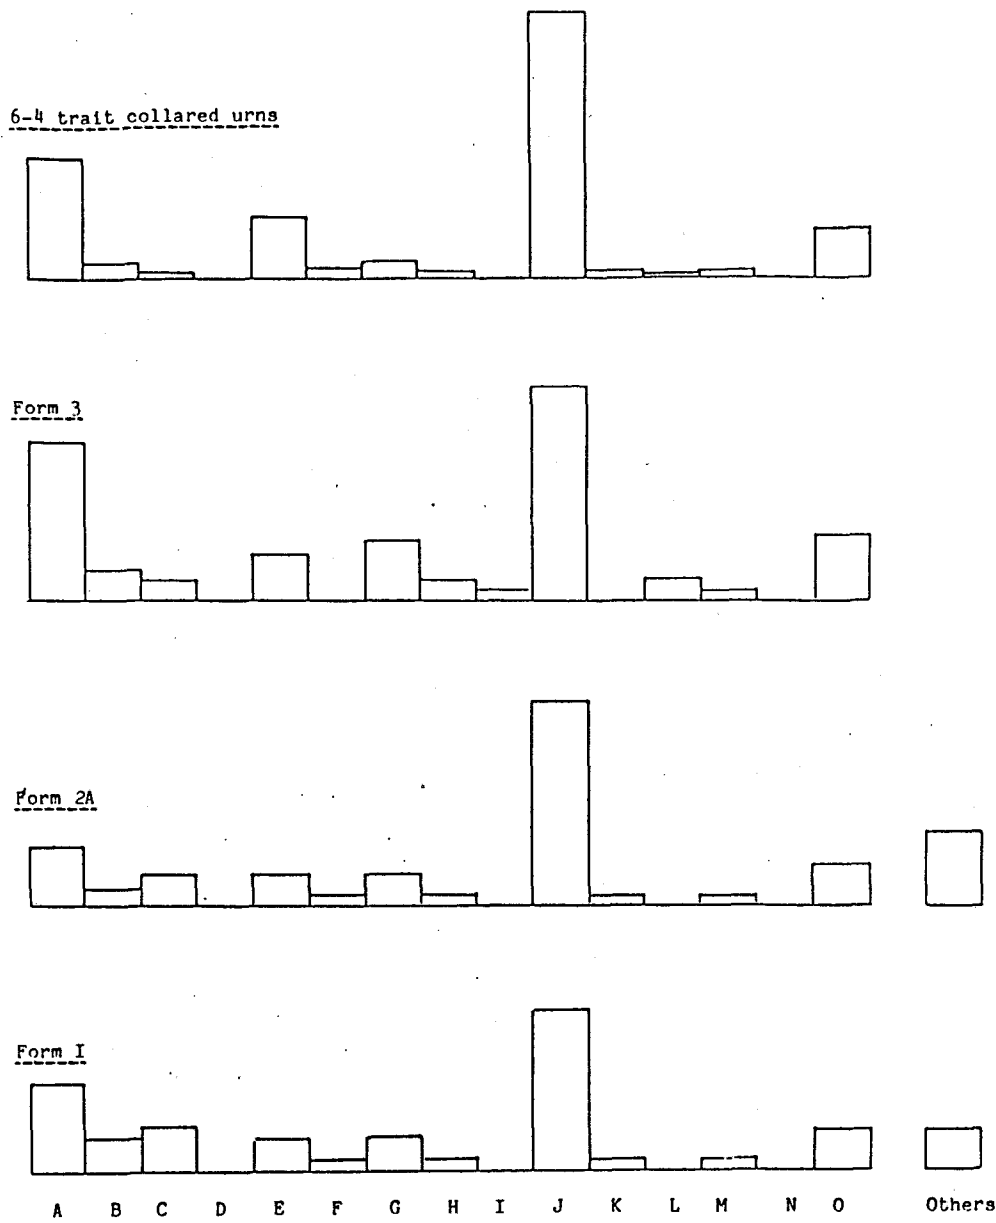 6-4 trait collared urns
Form 3
Form 2A
Form I
A B C D E F G H I J K L M N O Others